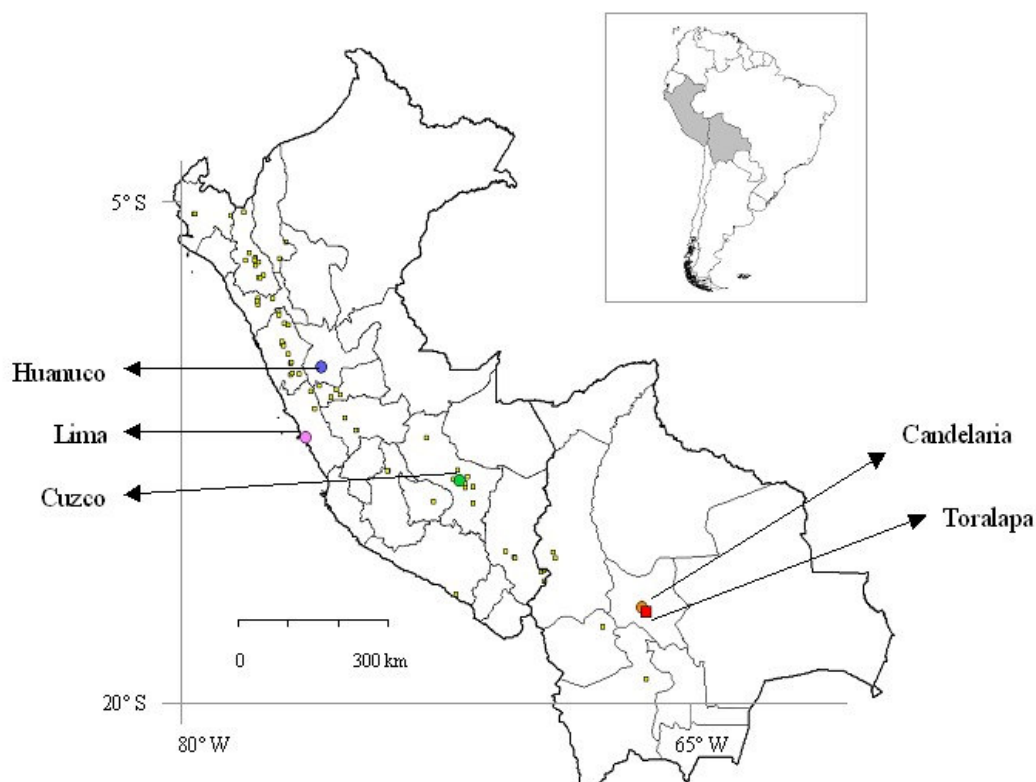 5° S
Huanuco
Lima
Candelaria
Cuzco
Toralapa
0 300 km
20° S
80° W 65° W